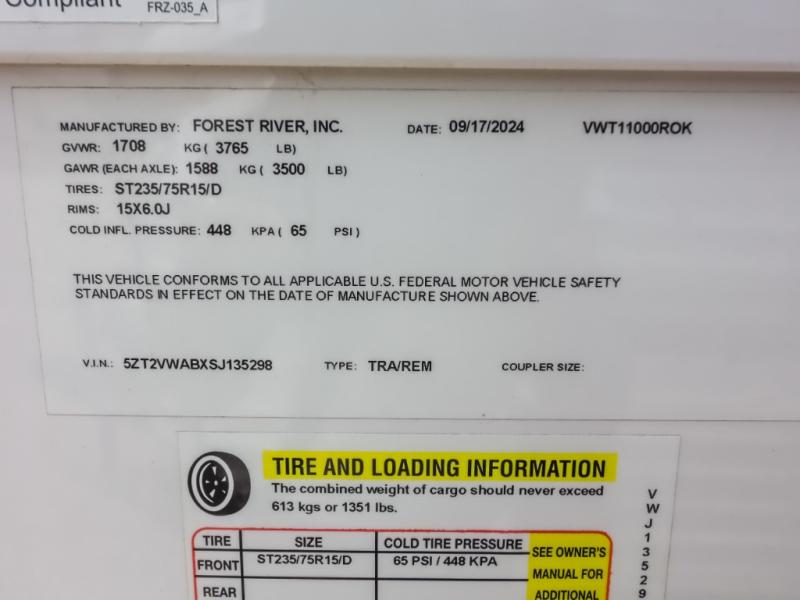 Compliant FRZ-035_A
MANUFACTURED BY: FOREST RIVER, INC. DATE: 09/17/2024 VWT11000ROK
GVWR: 1708 KG ( 3765 LB)
GAWR (EACH AXLE): 1588 KG ( 3500 LB)
TIRES: ST235/75R15/D
RIMS: 15X6.0J
COLD INFL. PRESSURE: 448 KPA ( 65 PSI )
THIS VEHICLE CONFORMS TO ALL APPLICABLE U.S. FEDERAL MOTOR VEHICLE SAFETY
STANDARDS IN EFFECT ON THE DATE OF MANUFACTURE SHOWN ABOVE.
V.I.N.: 5ZT2VWABXSJ135298 TYPE: TRA/REM COUPLER SIZE:
TIRE AND LOADING INFORMATION
The combined weight of cargo should never exceed
613 kgs or 1351 lbs.
TIRE SIZE COLD TIRE PRESSURE
FRONT ST235/75R15/D 65 PSI / 448 KPA
REAR
SEE OWNER'S
MANUAL FOR
ADDITIONAL
VWJ13529